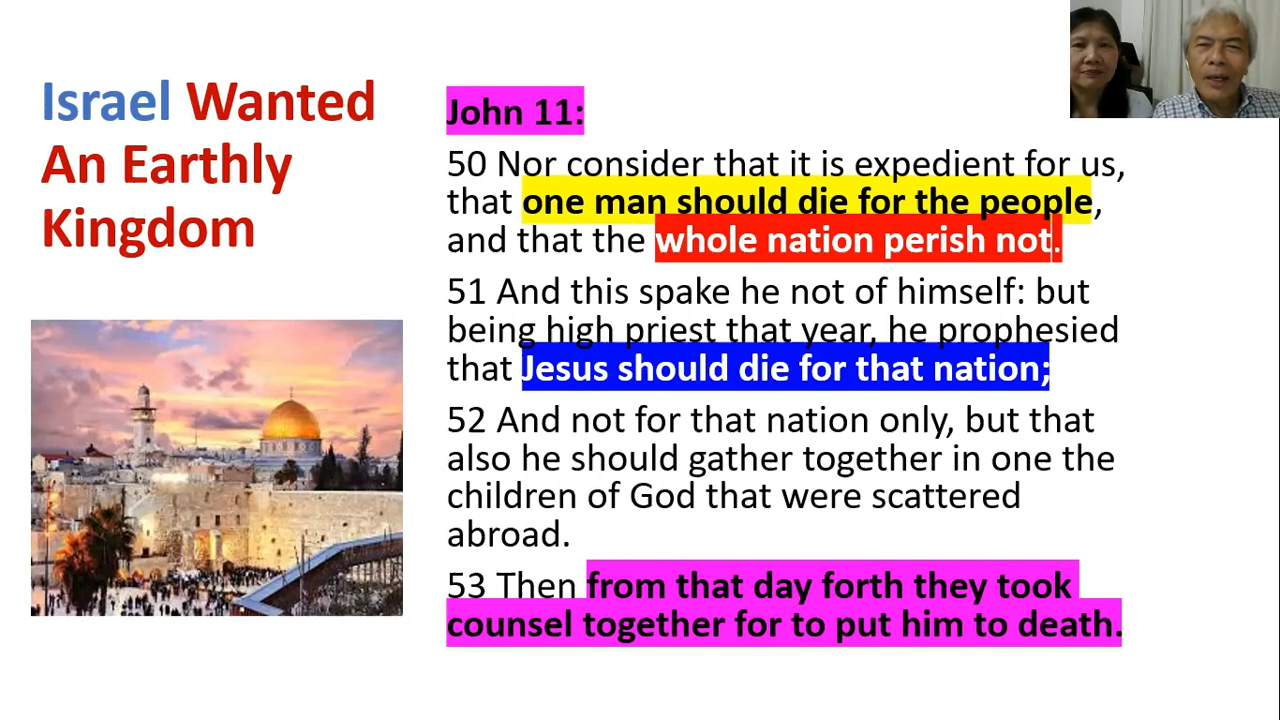 Israel Wanted
An Earthly
Kingdom
John 11:
50 Nor consider that it is expedient for us,
that one man should die for the people,
and that the whole nation perish not.
51 And this spake he not of himself: but
being high priest that year, he prophesied
that Jesus should die for that nation;
52 And not for that nation only, but that
also he should gather together in one the
children of God that were scattered
abroad.
53 Then from that day forth they took
counsel together for to put him to death.